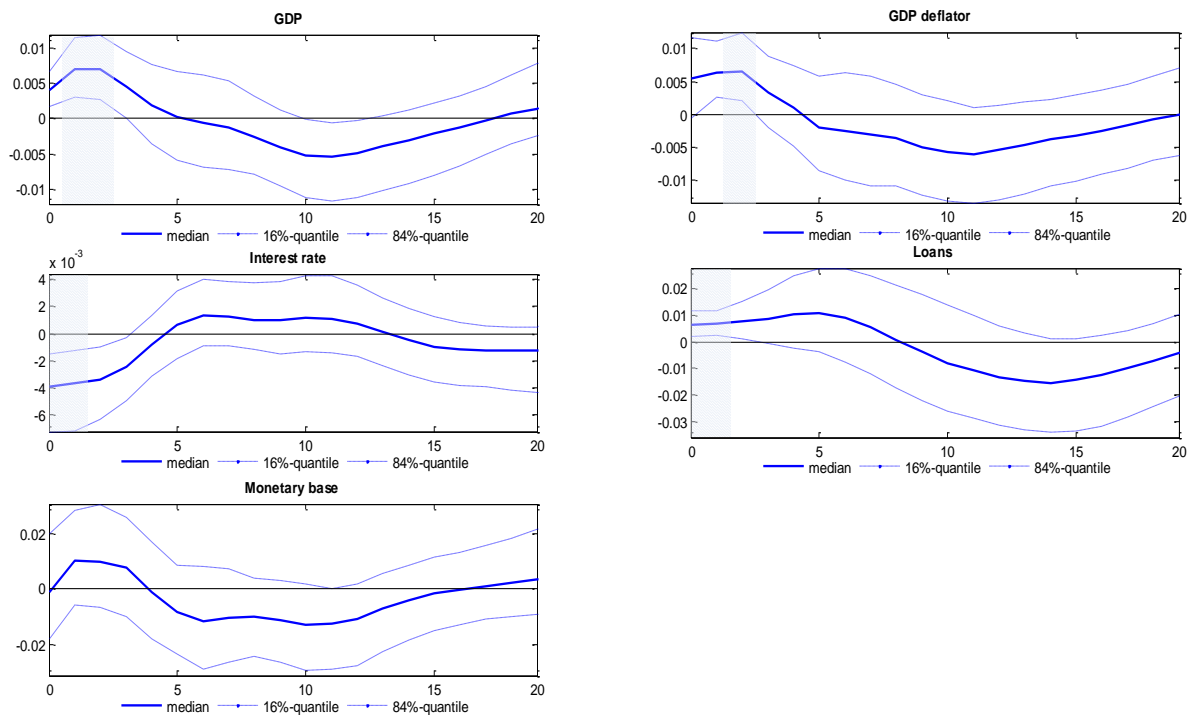 GDP
0.01
0.005
0
-0.005
-0.01
0 5 10 15 20
median 16%-quantile 84%-quantile
GDP deflator
0.01
0.005
0
-0.005
-0.01
0 5 10 15 20
median 16%-quantile 84%-quantile
Interest rate
x 10⁻³
4
2
0
-2
-4
-6
0 5 10 15 20
median 16%-quantile 84%-quantile
Loans
0.02
0.01
0
-0.01
-0.02
-0.03
0 5 10 15 20
median 16%-quantile 84%-quantile
Monetary base
0.02
0
-0.02
0 5 10 15 20
median 16%-quantile 84%-quantile